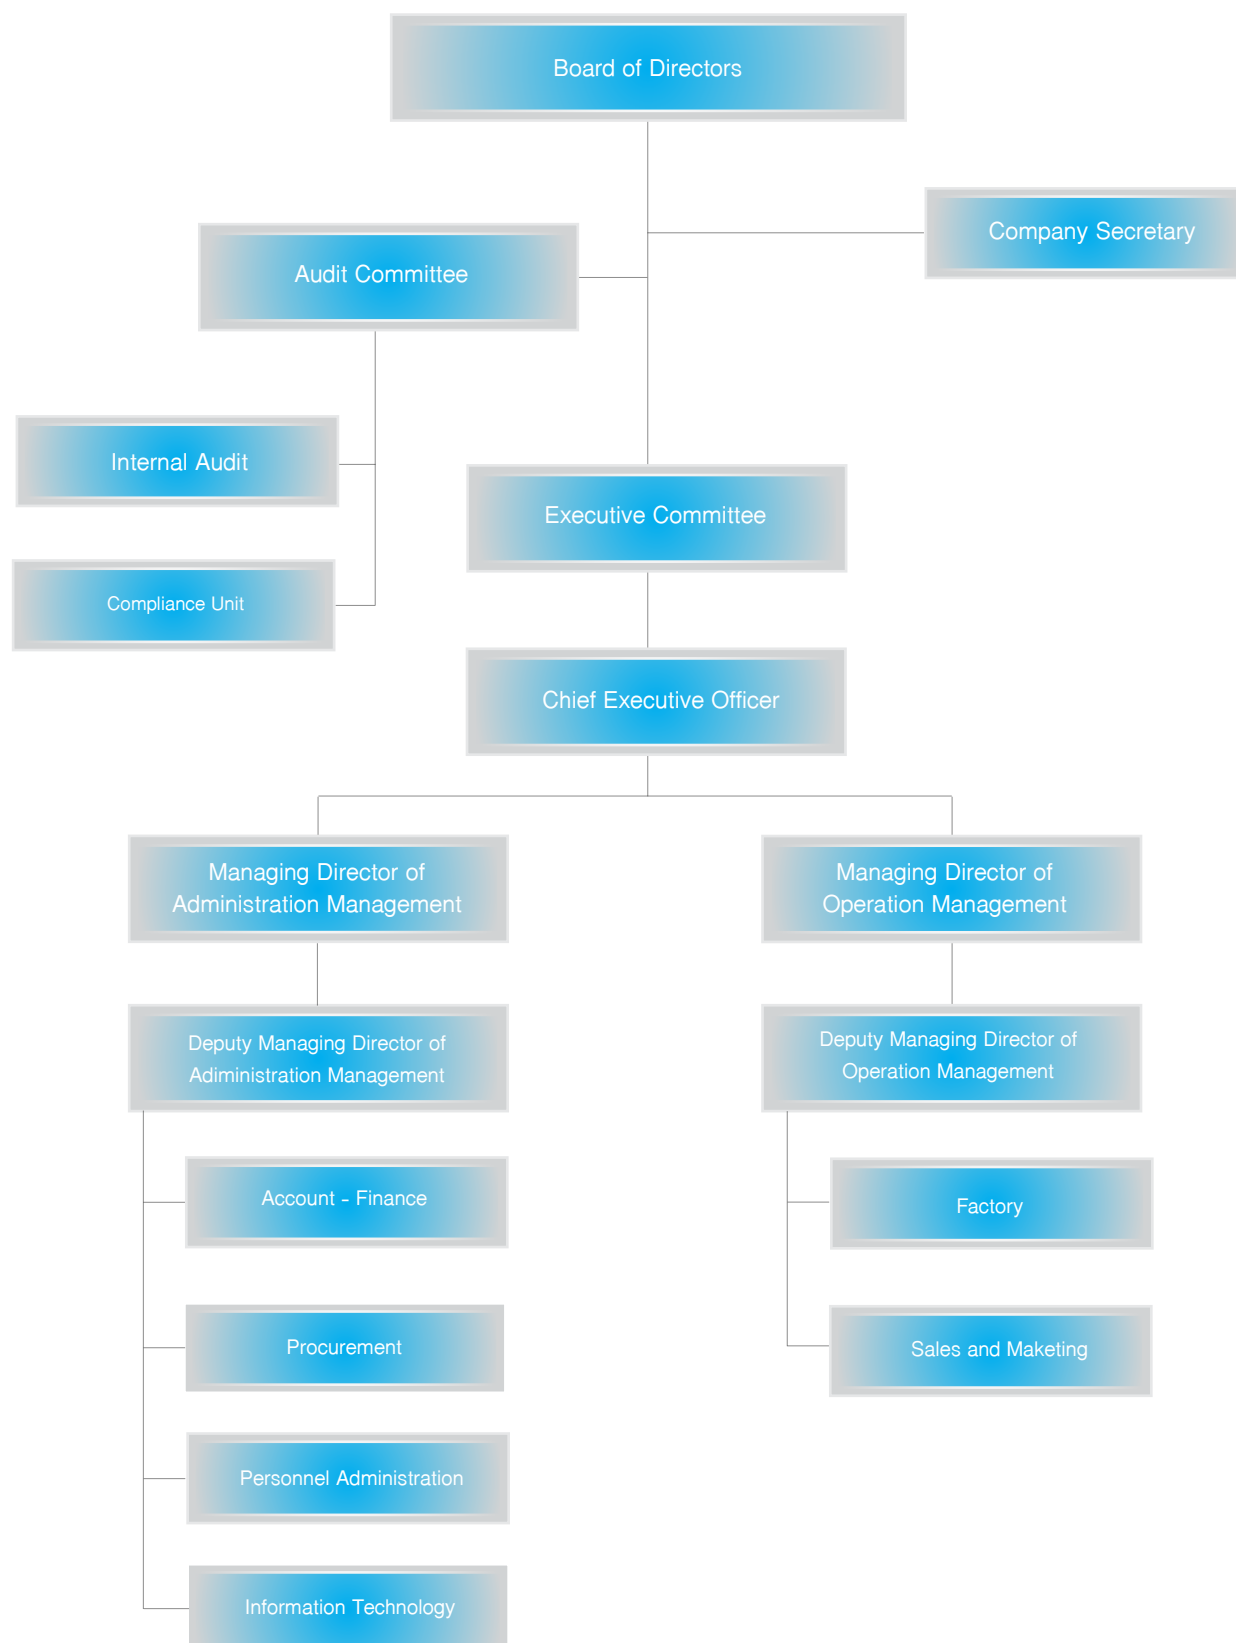 Board of Directors
Company Secretary
Audit Committee
Internal Audit
Executive Committee
Compliance Unit
Chief Executive Officer
Managing Director of
Administration Management
Managing Director of
Operation Management
Deputy Managing Director of
Adiministration Management
Deputy Managing Director of
Operation Management
Account - Finance
Factory
Procurement
Sales and Maketing
Personnel Administration
Information Technology